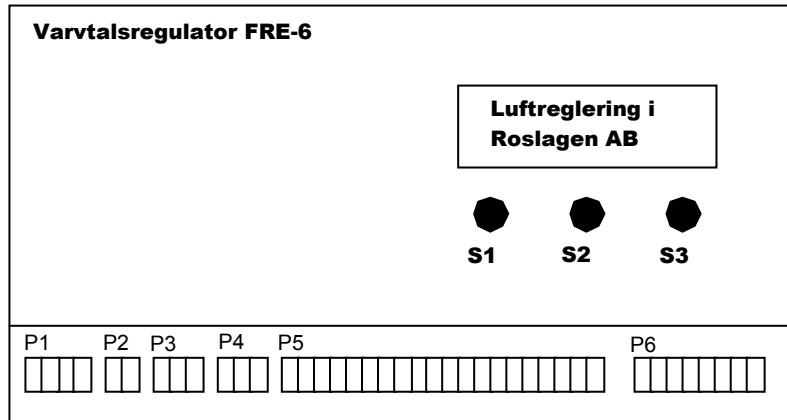 Varvtalsregulator FRE-6
Luftreglering i
Roslagen AB
S1 S2 S3
P1 P2 P3 P4 P5 P6